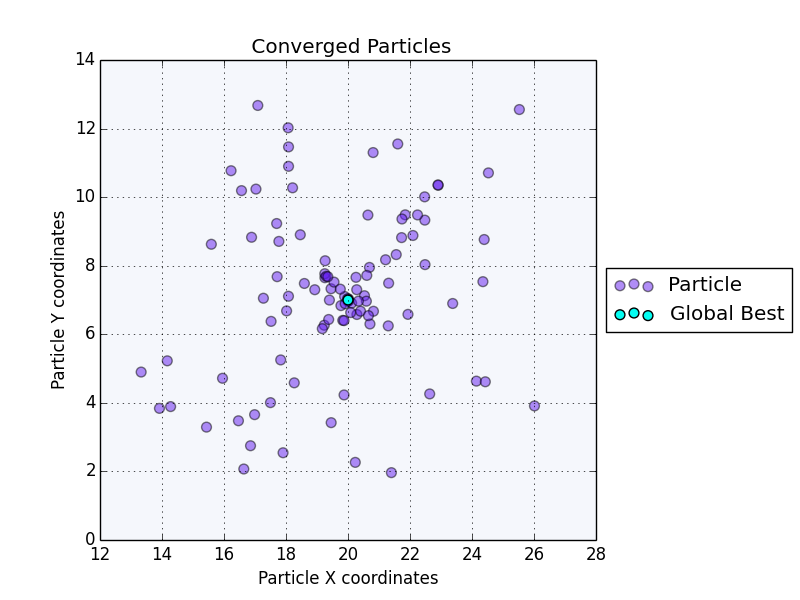 Converged Particles
14
12
10
8
6
4
2
0
12 14 16 18 20 22 24 26 28
Particle X coordinates
Particle Y coordinates
Particle
Global Best